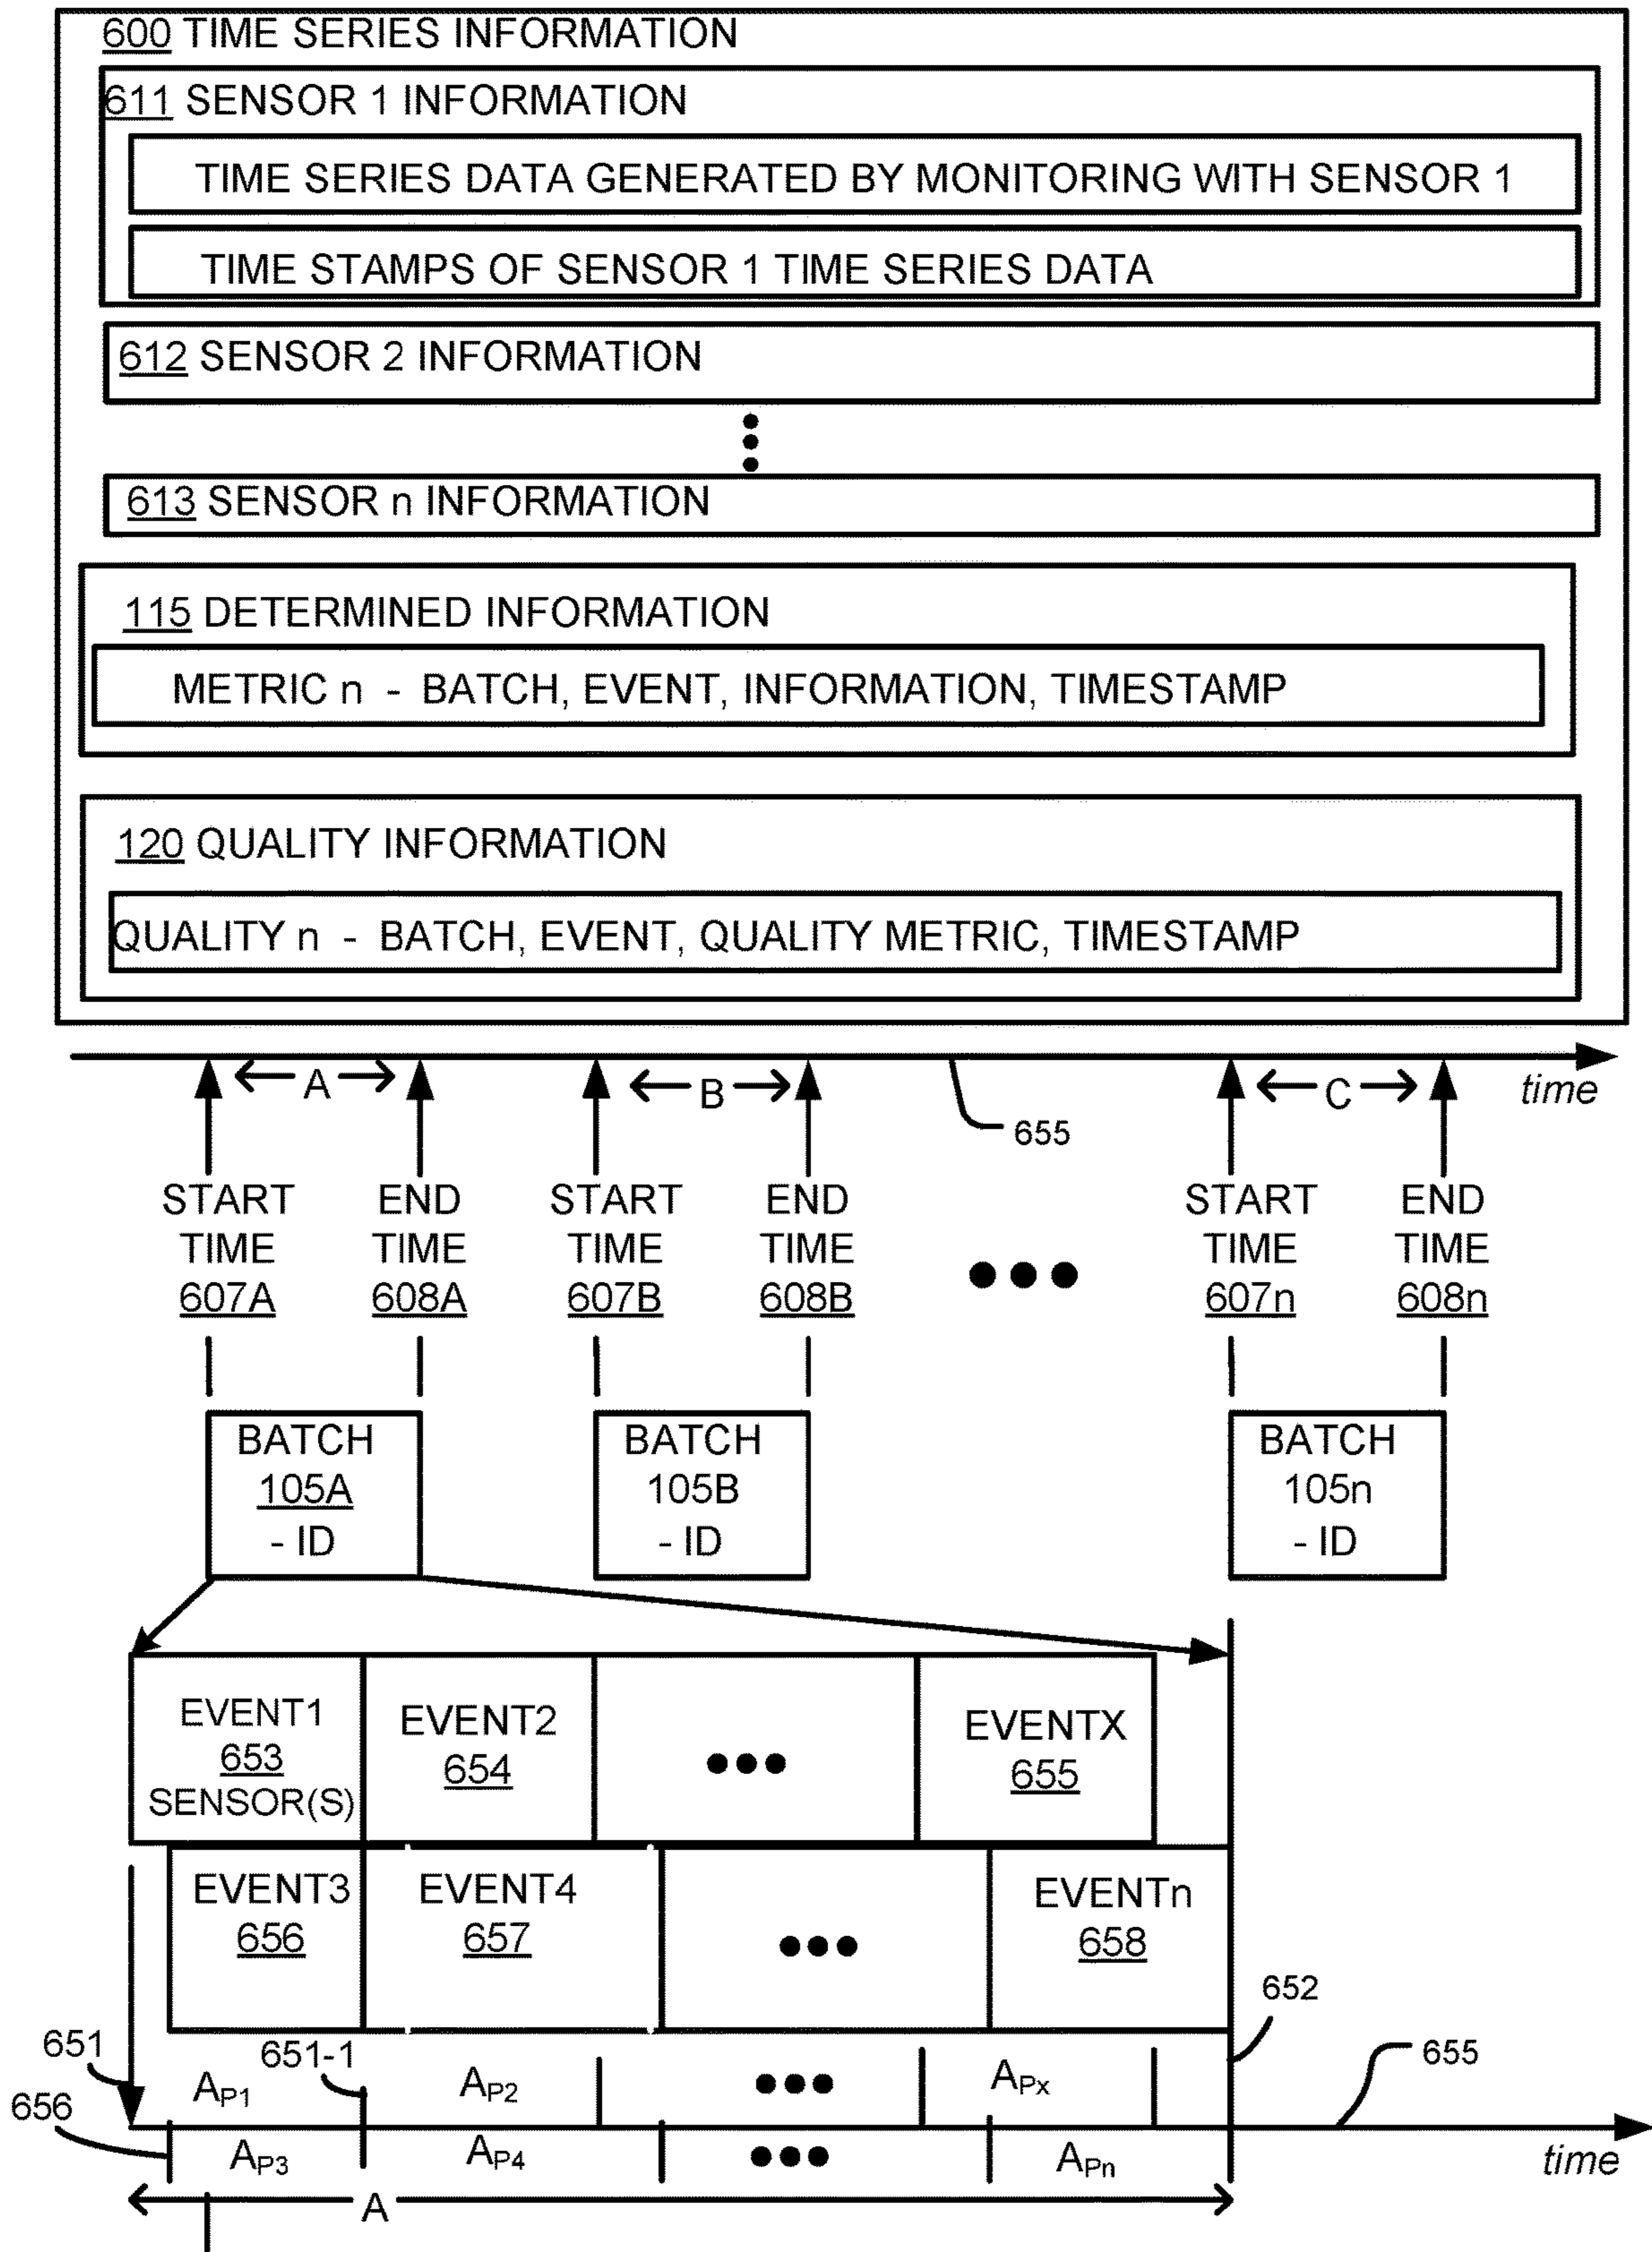 600 TIME SERIES INFORMATION
611 SENSOR 1 INFORMATION
TIME SERIES DATA GENERATED BY MONITORING WITH SENSOR 1
TIME STAMPS OF SENSOR 1 TIME SERIES DATA
612 SENSOR 2 INFORMATION
613 SENSOR n INFORMATION
115 DETERMINED INFORMATION
METRIC n - BATCH, EVENT, INFORMATION, TIMESTAMP
120 QUALITY INFORMATION
QUALITY n - BATCH, EVENT, QUALITY METRIC, TIMESTAMP
A
B
C
time
655
START
TIME
607A
END
TIME
608A
START
TIME
607B
END
TIME
608B
START
TIME
607n
END
TIME
608n
BATCH
105A
- ID
BATCH
105B
- ID
BATCH
105n
- ID
EVENT1
653
SENSOR(S)
EVENT2
654
EVENTX
655
EVENT3
656
EVENT4
657
EVENTn
658
652
651
651-1
655
656
AP1
AP2
APx
AP3
AP4
APn
time
A